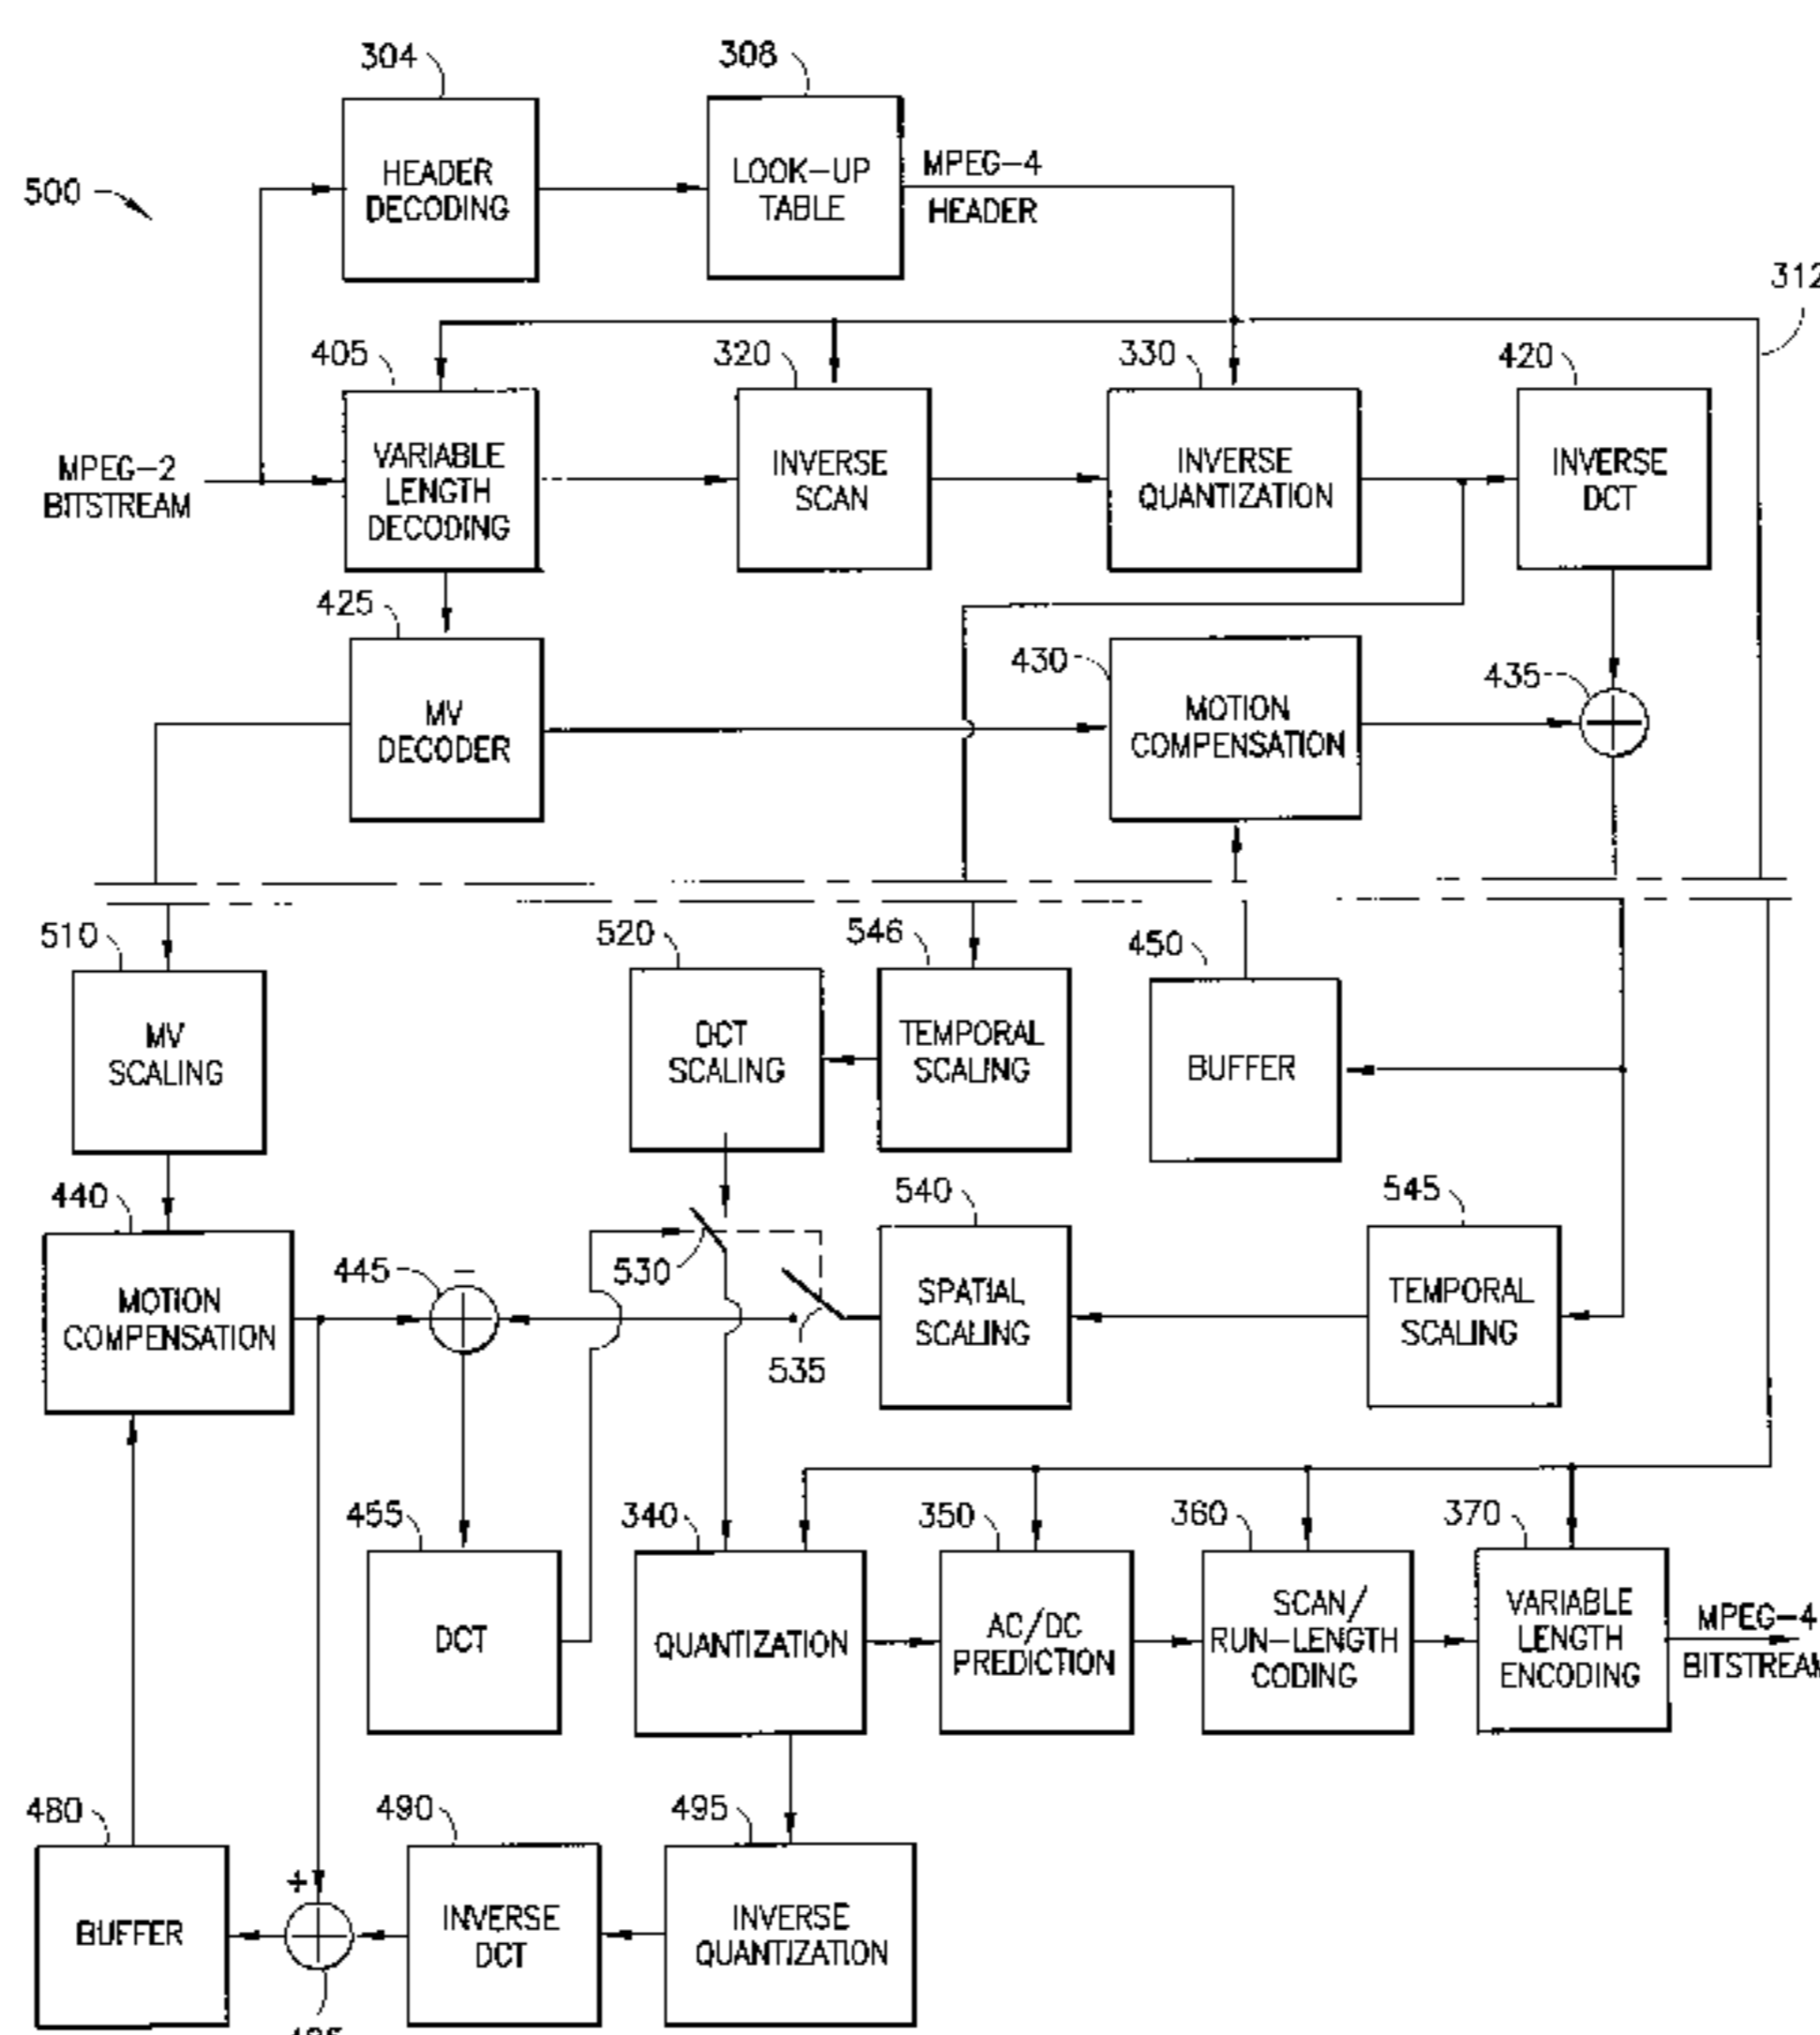 304
308
500
HEADER
DECODING
LOOK-UP
TABLE
MPEG-4
HEADER
312
405
320
330
420
MPEG-2
BITSTREAM
VARIABLE
LENGTH
DECODING
INVERSE
SCAN
INVERSE
QUANTIZATION
INVERSE
DCT
425
430
435
MV
DECODER
MOTION
COMPENSATION
510
520
546
450
MV
SCALING
DCT
SCALING
TEMPORAL
SCALING
BUFFER
440
540
545
445
–
530
535
MOTION
COMPENSATION
SPATIAL
SCALING
TEMPORAL
SCALING
455
340
350
360
370
DCT
QUANTIZATION
AC/DC
PREDICTION
SCAN/
RUN-LENGTH
CODING
VARIABLE
LENGTH
ENCODING
MPEG-4
BITSTREAM
480
490
495
+
BUFFER
INVERSE
DCT
INVERSE
QUANTIZATION